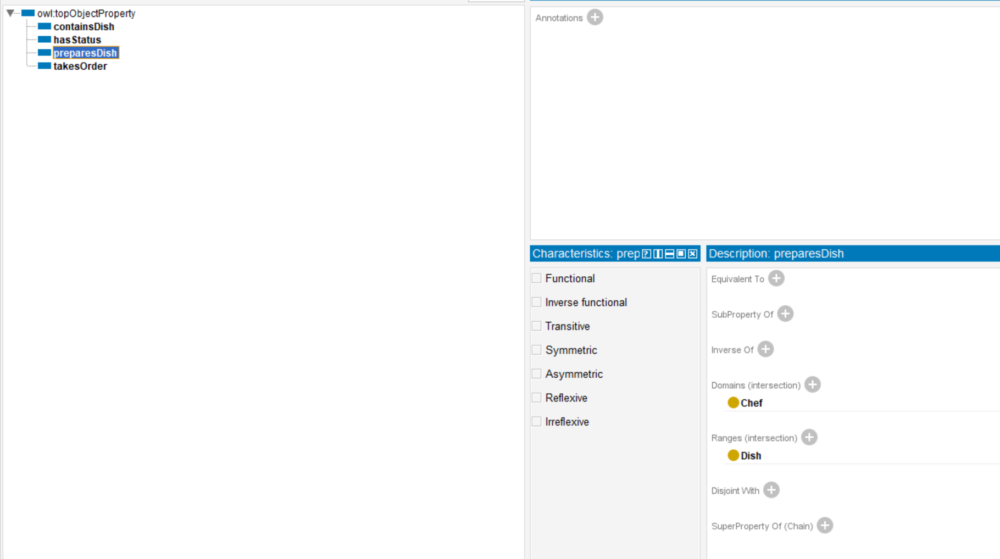 owl:topObjectProperty
containsDish
hasStatus
preparesDish
takesOrder
Annotations
Characteristics: prep
Functional
Inverse functional
Transitive
Symmetric
Asymmetric
Reflexive
Irreflexive
Description: preparesDish
Equivalent To
SubProperty Of
Inverse Of
Domains (intersection)
Chef
Ranges (intersection)
Dish
Disjoint With
SuperProperty Of (Chain)